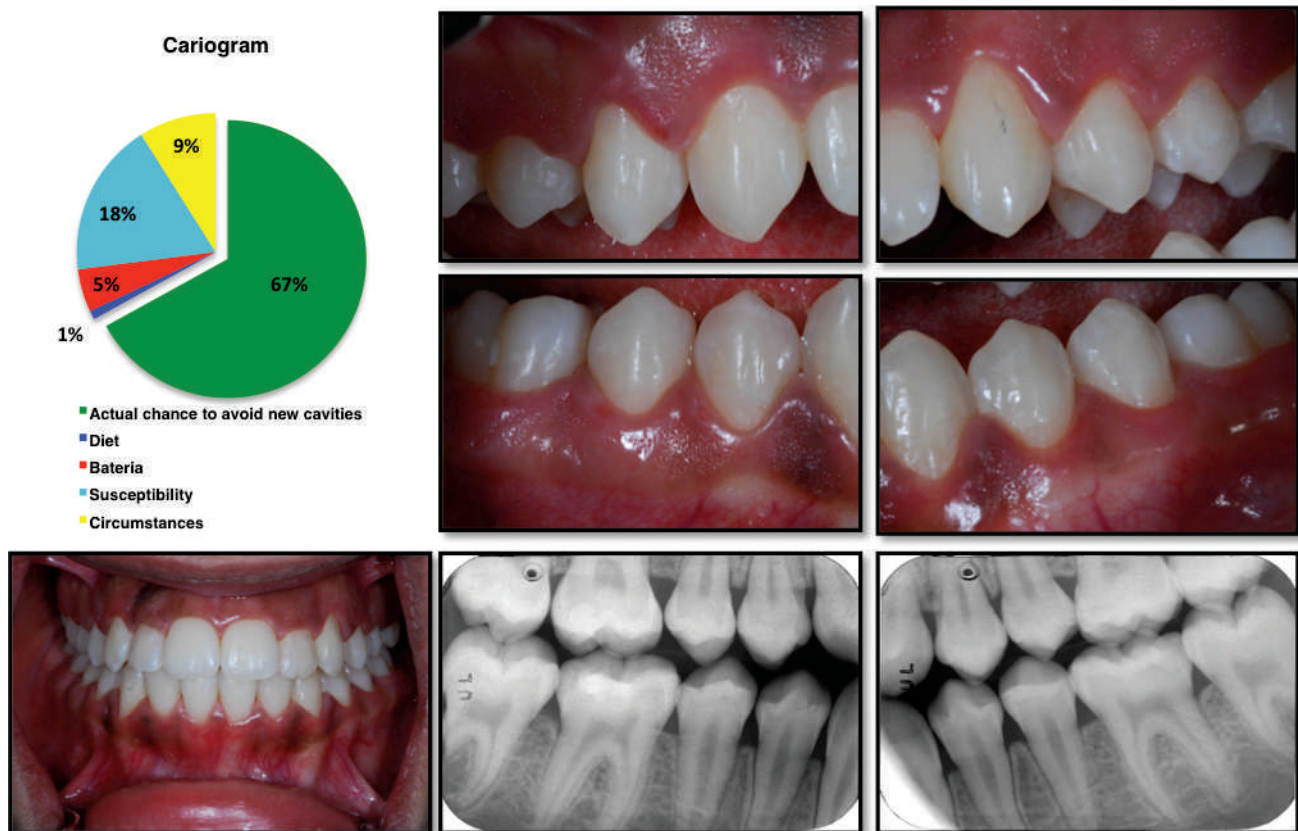 Cariogram
9%
18%
5%
67%
1%
Actual chance to avoid new cavities
Diet
Bateria
Susceptibility
Circumstances
U L
U L